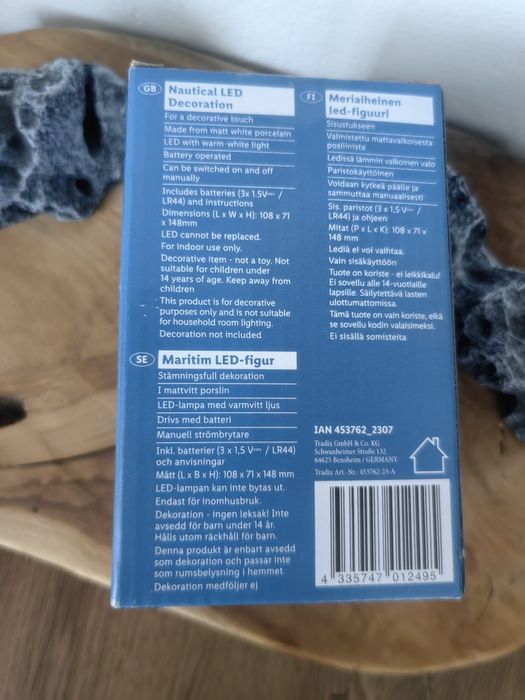 GB Nautical LED
Decoration
For a decorative touch
Made from matt white porcelain
LED with warm-white light
Battery operated
Can be switched on and off
manually
Includes batteries (3x 1.5V⎓ /
LR44) and instructions
Dimensions (L x W x H): 108 x 71
x 148mm
LED cannot be replaced.
For indoor use only.
Decorative item - not a toy. Not
suitable for children under
14 years of age. Keep away from
children
This product is for decorative
purposes only and is not suitable
for household room lighting.
Decoration not included
SE Maritim LED-figur
Stämningsfull dekoration
I mattvitt porslin
LED-lampa med varmvitt ljus
Drivs med batteri
Manuell strömbrytare
Inkl. batterier (3 x 1,5 V⎓ / LR44)
och anvisningar
Mått (L x B x H): 108 x 71 x 148 mm
LED-lampan kan inte bytas ut.
Endast för inomhusbruk.
Dekoration - ingen leksak! Inte
avsedd för barn under 14 år.
Hålls utom räckhåll för barn.
Denna produkt är enbart avsedd
som dekoration och passar inte
som rumsbelysning i hemmet.
Dekoration medföljer ej
FI Meriaiheinen
led-figuuri
Sisustukseen
Valmistettu mattavalkoisesta
posliinista
Ledissä lämmin valkoinen valo
Paristokäyttöinen
Voidaan kytkeä päälle ja
sammuttaa manuaalisesti
Sis. paristot (3 x 1,5 V⎓ /
LR44) ja ohjeen
Mitat (P x L x K): 108 x 71 x
148 mm
Lediä ei voi vaihtaa.
Vain sisäkäyttöön
Tuote on koriste - ei leikkikalu!
Ei sovellu alle 14-vuotiaille
lapsille. Säilytettävä lasten
ulottumattomissa.
Tämä tuote on vain koriste, eikä
se sovellu kodin valaisimeksi.
Ei sisällä somisteita
IAN 453762_2307
Tradix GmbH & Co. KG
Schwanheimer Straße 132
64625 Bensheim / GERMANY
Tradix Art.-Nr.: 453762-23-A
4 335747 012495